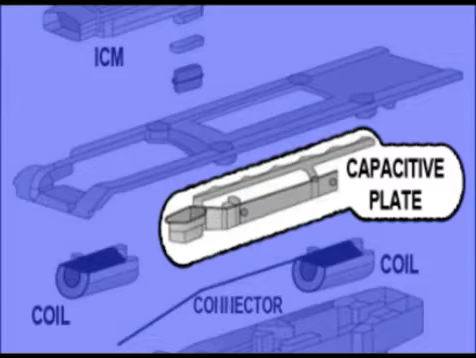 ICM
CAPACITIVE
PLATE
COIL
CONNECTOR
COIL